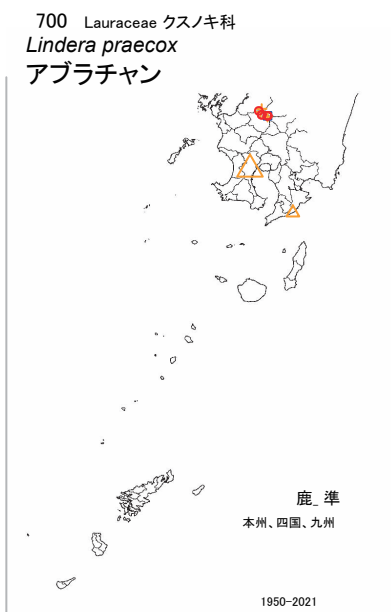 700 Lauraceae クスノキ科
Lindera praecox
アブラチャン
鹿_準
本州、四国、九州
1950-2021